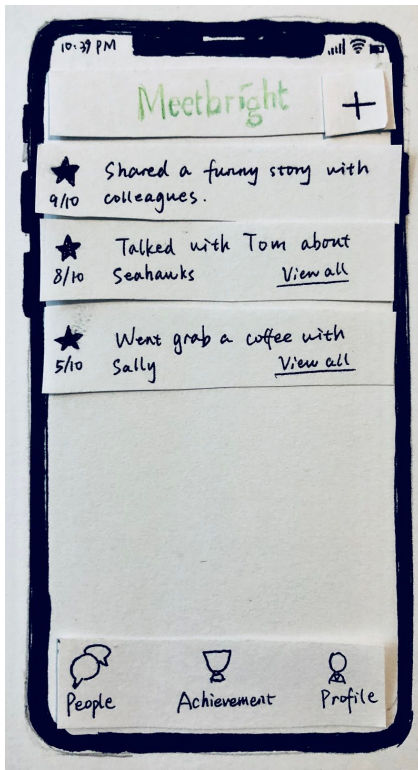 10:39 PM
Meetbright
+
Shared a funny story with
9/10 colleagues.
Talked with Tom about
8/10 Seahawks View all
Went grab a coffee with
5/10 Sally View all
People Achievement Profile